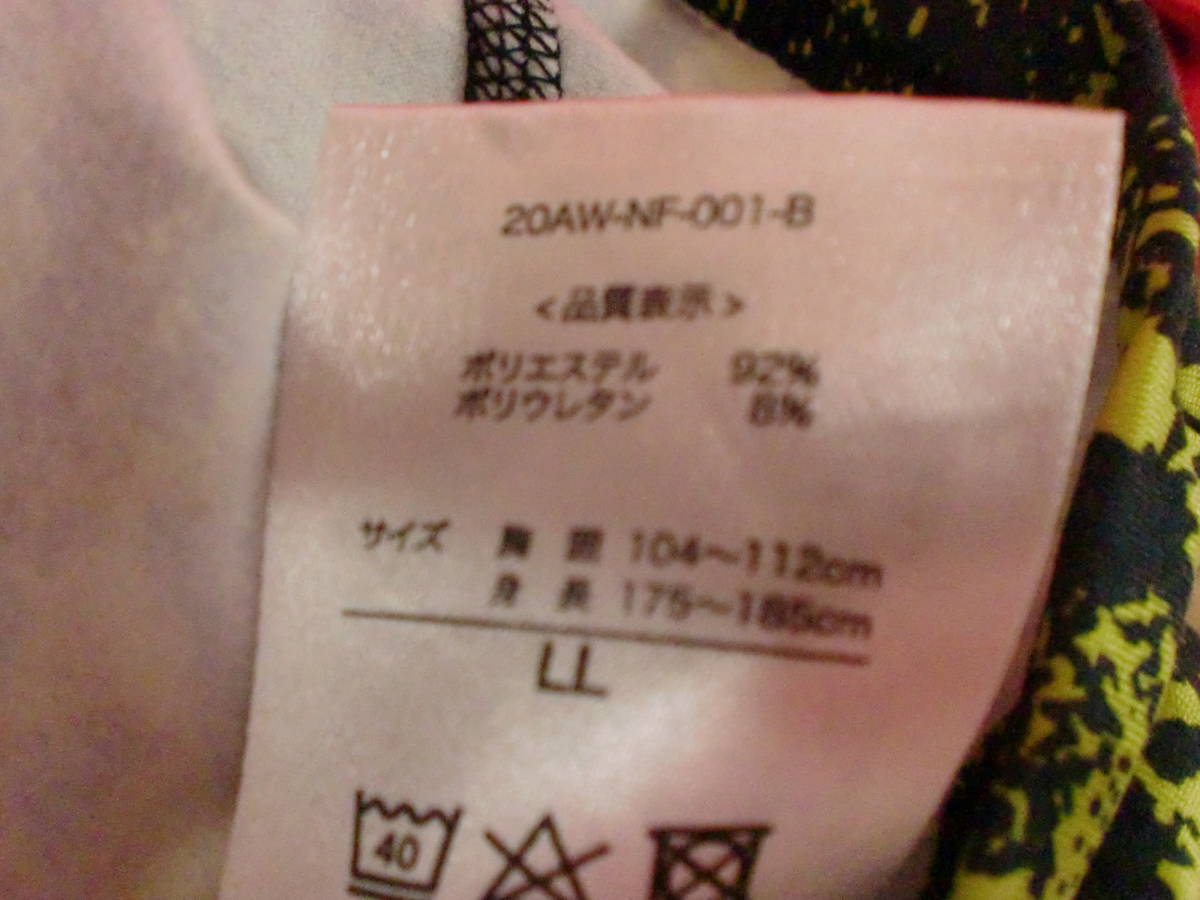 20AW-NF-001-B
<品質表示>
ポリエステル 92%
ポリウレタン 8%
サイズ 胸囲 104～112cm
身長 175～185cm
LL
40